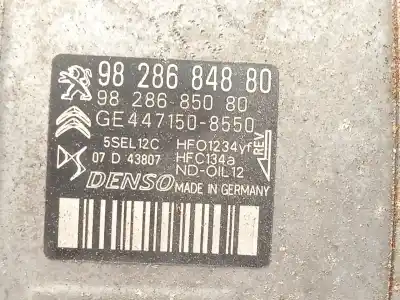 98 286 848 80
98 286 850 80
GE447150-8550
5SEL12C HFO1234yf
07 D 43807 HFC134a
ND-OIL12
REV
DENSO MADE IN GERMANY